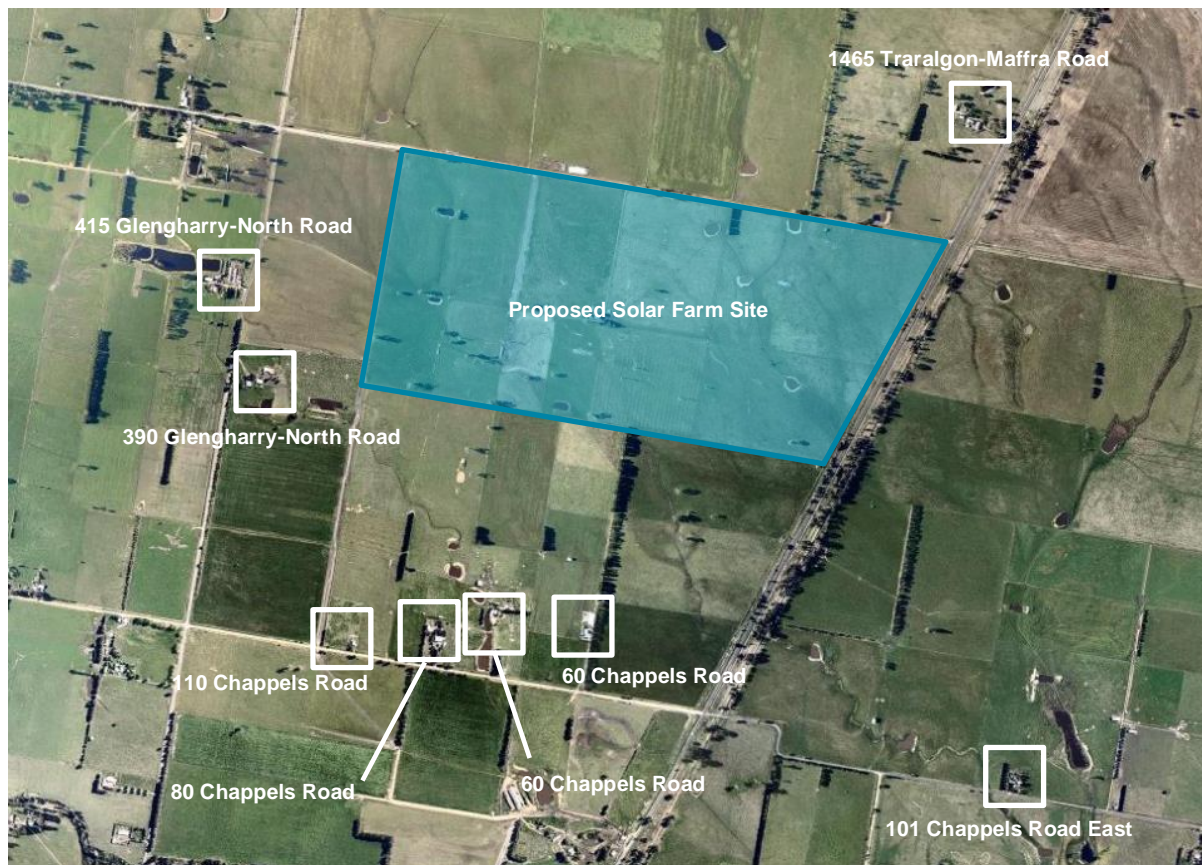 1465 Traralgon-Maffra Road
415 Glengharry-North Road
Proposed Solar Farm Site
390 Glengharry-North Road
110 Chappels Road
60 Chappels Road
80 Chappels Road
60 Chappels Road
101 Chappels Road East